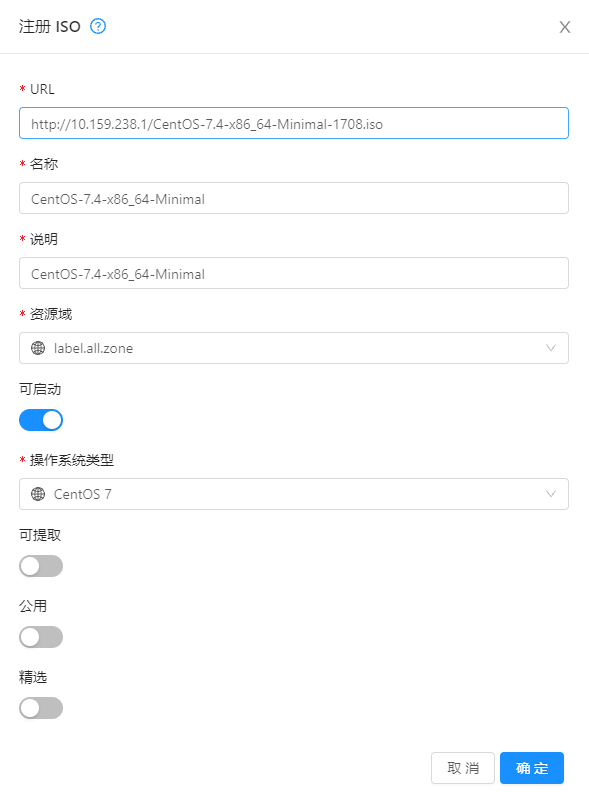 注册 ISO
* URL
http://10.159.238.1/CentOS-7.4-x86_64-Minimal-1708.iso
* 名称
CentOS-7.4-x86_64-Minimal
* 说明
CentOS-7.4-x86_64-Minimal
* 资源域
label.all.zone
可启动
* 操作系统类型
CentOS 7
可提取
公用
精选
取 消 确 定